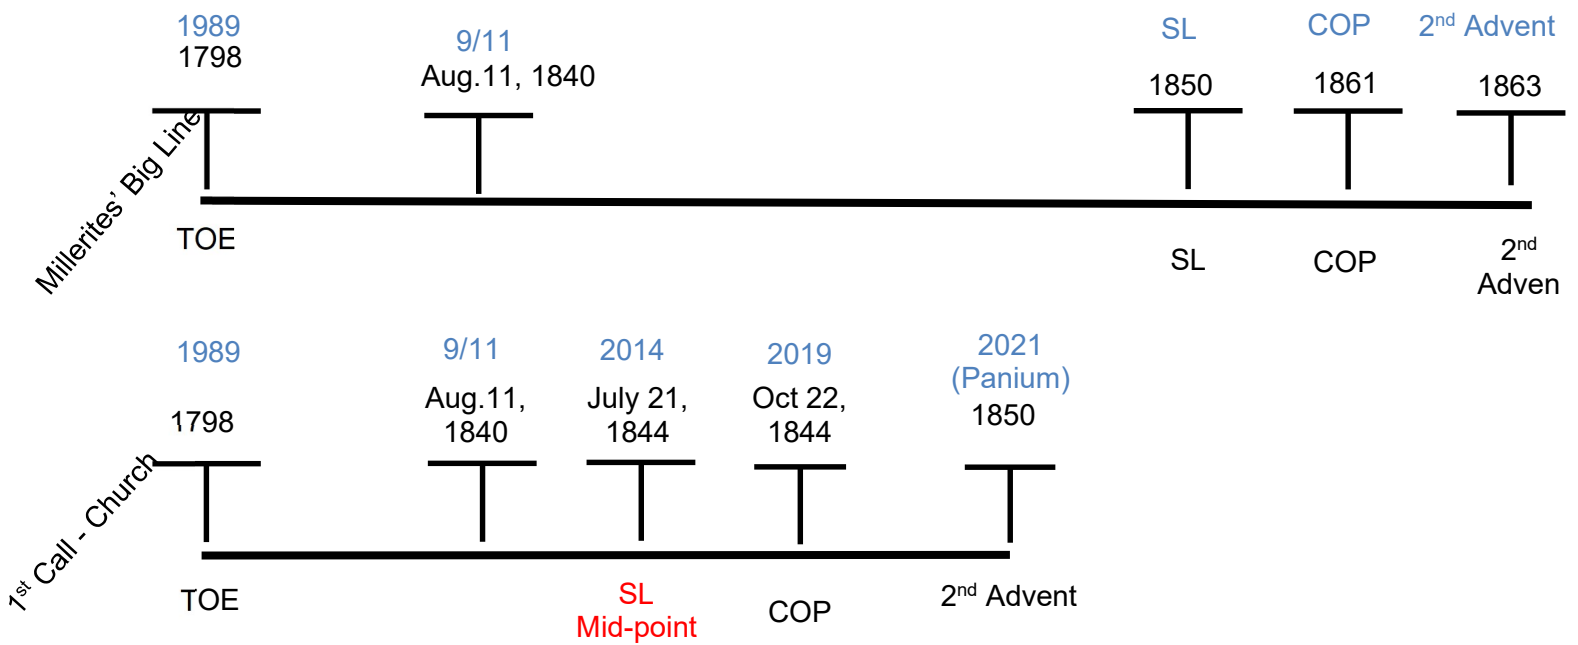 1989
1798
9/11
Aug.11, 1840
SL
1850
COP
1861
2nd Advent
1863
Millerites’ Big Line
TOE
SL
COP
2nd
Adven
1989
1798
9/11
Aug.11,
1840
2014
July 21,
1844
2019
Oct 22,
1844
2021
(Panium)
1850
1st Call - Church
TOE
SL
Mid-point
COP
2nd Advent